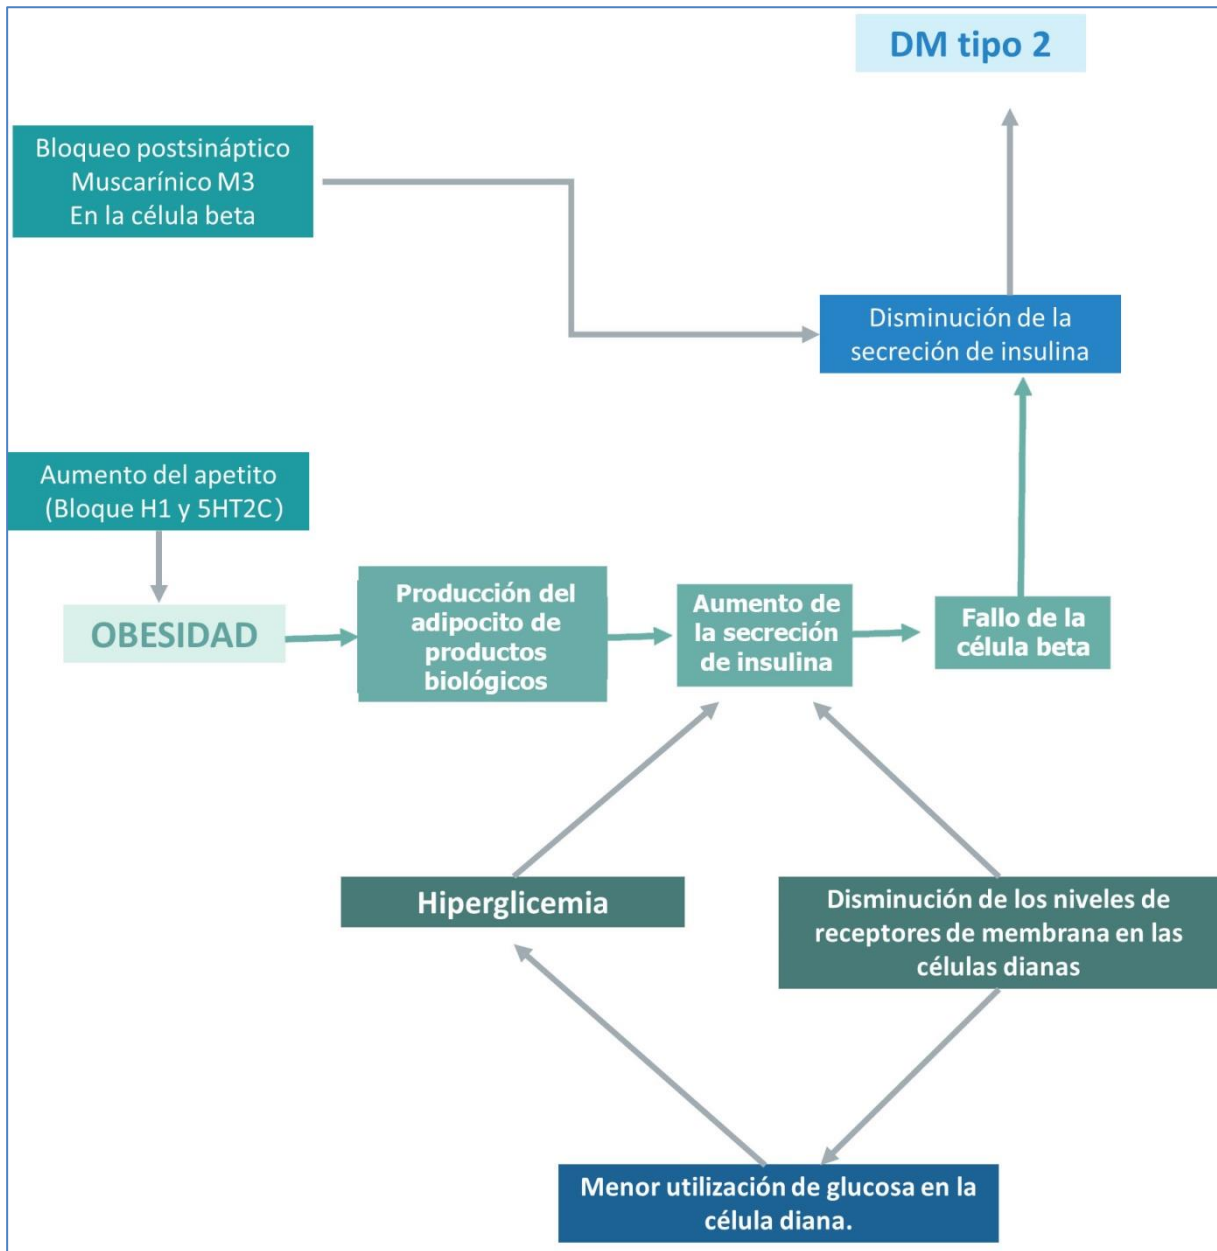 DM tipo 2
Bloqueo postsináptico
Muscarínico M3
En la célula beta
Disminución de la
secreción de insulina
Aumento del apetito
(Bloque H1 y 5HT2C)
OBESIDAD
Producción del
adipocito de
productos
biológicos
Aumento de
la secreción
de insulina
Fallo de la
célula beta
Hiperglicemia
Disminución de los niveles de
receptores de membrana en las
células dianas
Menor utilización de glucosa en la
célula diana.